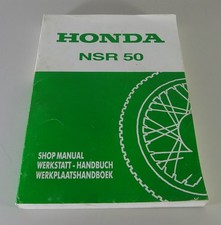 HONDA
NSR 50
SHOP MANUAL
WERKSTATT - HANDBUCH
WERKPLAATSHANDBOEK